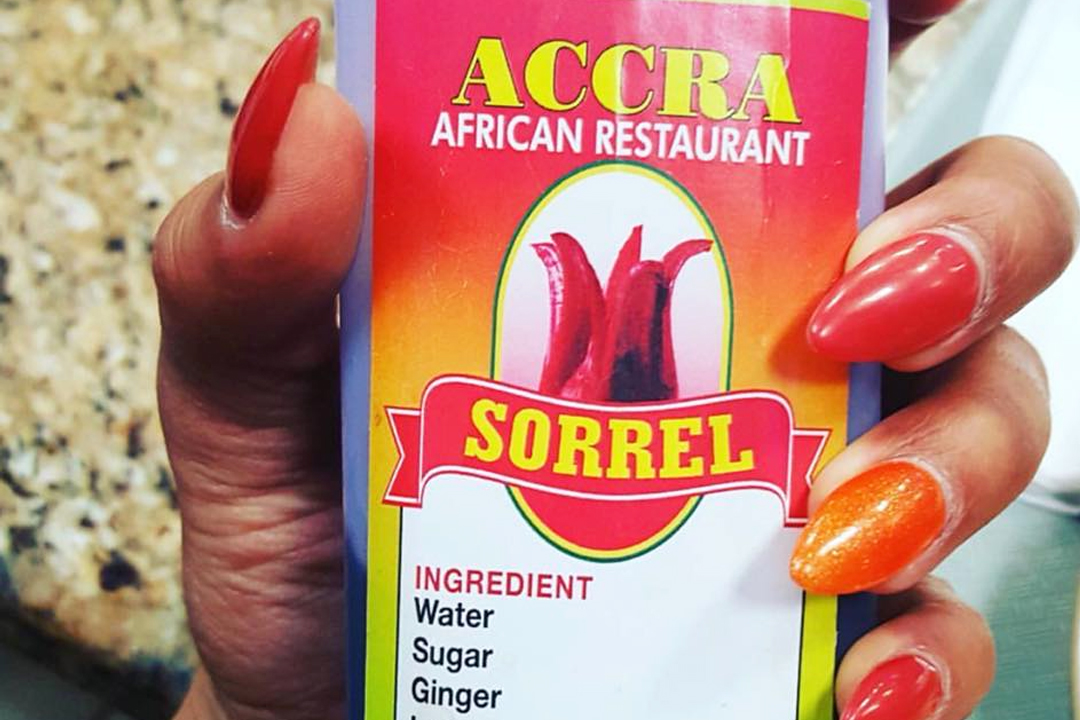 ACCRA
AFRICAN RESTAURANT
SORREL
INGREDIENT
Water
Sugar
Ginger